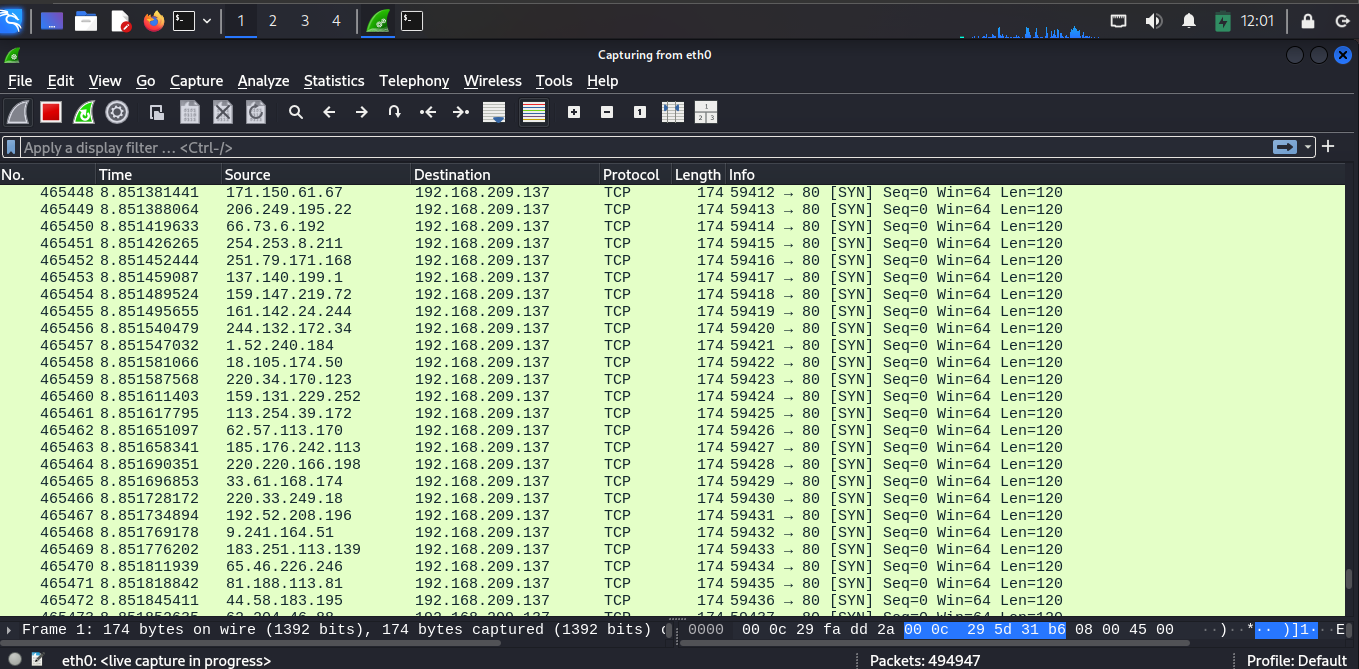 1 2 3 4 12:01
Capturing from eth0
File Edit View Go Capture Analyze Statistics Telephony Wireless Tools Help
Apply a display filter ... <Ctrl-/>
No. Time Source Destination Protocol Length Info
465448 8.851381441 171.150.61.67 192.168.209.137 TCP 174 59412 → 80 [SYN] Seq=0 Win=64 Len=120
465449 8.851388064 206.249.195.22 192.168.209.137 TCP 174 59413 → 80 [SYN] Seq=0 Win=64 Len=120
465450 8.851419633 66.73.6.192 192.168.209.137 TCP 174 59414 → 80 [SYN] Seq=0 Win=64 Len=120
465451 8.851426265 254.253.8.211 192.168.209.137 TCP 174 59415 → 80 [SYN] Seq=0 Win=64 Len=120
465452 8.851452444 251.79.171.168 192.168.209.137 TCP 174 59416 → 80 [SYN] Seq=0 Win=64 Len=120
465453 8.851459087 137.140.199.1 192.168.209.137 TCP 174 59417 → 80 [SYN] Seq=0 Win=64 Len=120
465454 8.851489524 159.147.219.72 192.168.209.137 TCP 174 59418 → 80 [SYN] Seq=0 Win=64 Len=120
465455 8.851495655 161.142.24.244 192.168.209.137 TCP 174 59419 → 80 [SYN] Seq=0 Win=64 Len=120
465456 8.851540479 244.132.172.34 192.168.209.137 TCP 174 59420 → 80 [SYN] Seq=0 Win=64 Len=120
465457 8.851547032 1.52.240.184 192.168.209.137 TCP 174 59421 → 80 [SYN] Seq=0 Win=64 Len=120
465458 8.851581066 18.105.174.50 192.168.209.137 TCP 174 59422 → 80 [SYN] Seq=0 Win=64 Len=120
465459 8.851587568 220.34.170.123 192.168.209.137 TCP 174 59423 → 80 [SYN] Seq=0 Win=64 Len=120
465460 8.851611403 159.131.229.252 192.168.209.137 TCP 174 59424 → 80 [SYN] Seq=0 Win=64 Len=120
465461 8.851617795 113.254.39.172 192.168.209.137 TCP 174 59425 → 80 [SYN] Seq=0 Win=64 Len=120
465462 8.851651097 62.57.113.170 192.168.209.137 TCP 174 59426 → 80 [SYN] Seq=0 Win=64 Len=120
465463 8.851658341 185.176.242.113 192.168.209.137 TCP 174 59427 → 80 [SYN] Seq=0 Win=64 Len=120
465464 8.851690351 220.220.166.198 192.168.209.137 TCP 174 59428 → 80 [SYN] Seq=0 Win=64 Len=120
465465 8.851696853 33.61.168.174 192.168.209.137 TCP 174 59429 → 80 [SYN] Seq=0 Win=64 Len=120
465466 8.851728172 220.33.249.18 192.168.209.137 TCP 174 59430 → 80 [SYN] Seq=0 Win=64 Len=120
465467 8.851734894 192.52.208.196 192.168.209.137 TCP 174 59431 → 80 [SYN] Seq=0 Win=64 Len=120
465468 8.851769178 9.241.164.51 192.168.209.137 TCP 174 59432 → 80 [SYN] Seq=0 Win=64 Len=120
465469 8.851776202 183.251.113.139 192.168.209.137 TCP 174 59433 → 80 [SYN] Seq=0 Win=64 Len=120
465470 8.851811939 65.46.226.246 192.168.209.137 TCP 174 59434 → 80 [SYN] Seq=0 Win=64 Len=120
465471 8.851818842 81.188.113.81 192.168.209.137 TCP 174 59435 → 80 [SYN] Seq=0 Win=64 Len=120
465472 8.851845411 44.58.183.195 192.168.209.137 TCP 174 59436 → 80 [SYN] Seq=0 Win=64 Len=120
Frame 1: 174 bytes on wire (1392 bits), 174 bytes captured (1392 bits) 0000 00 0c 29 fa dd 2a 00 0c 29 5d 31 b6 08 00 45 00 ··)··*·· )]1···E
eth0: <live capture in progress> Packets: 494947 Profile: Default